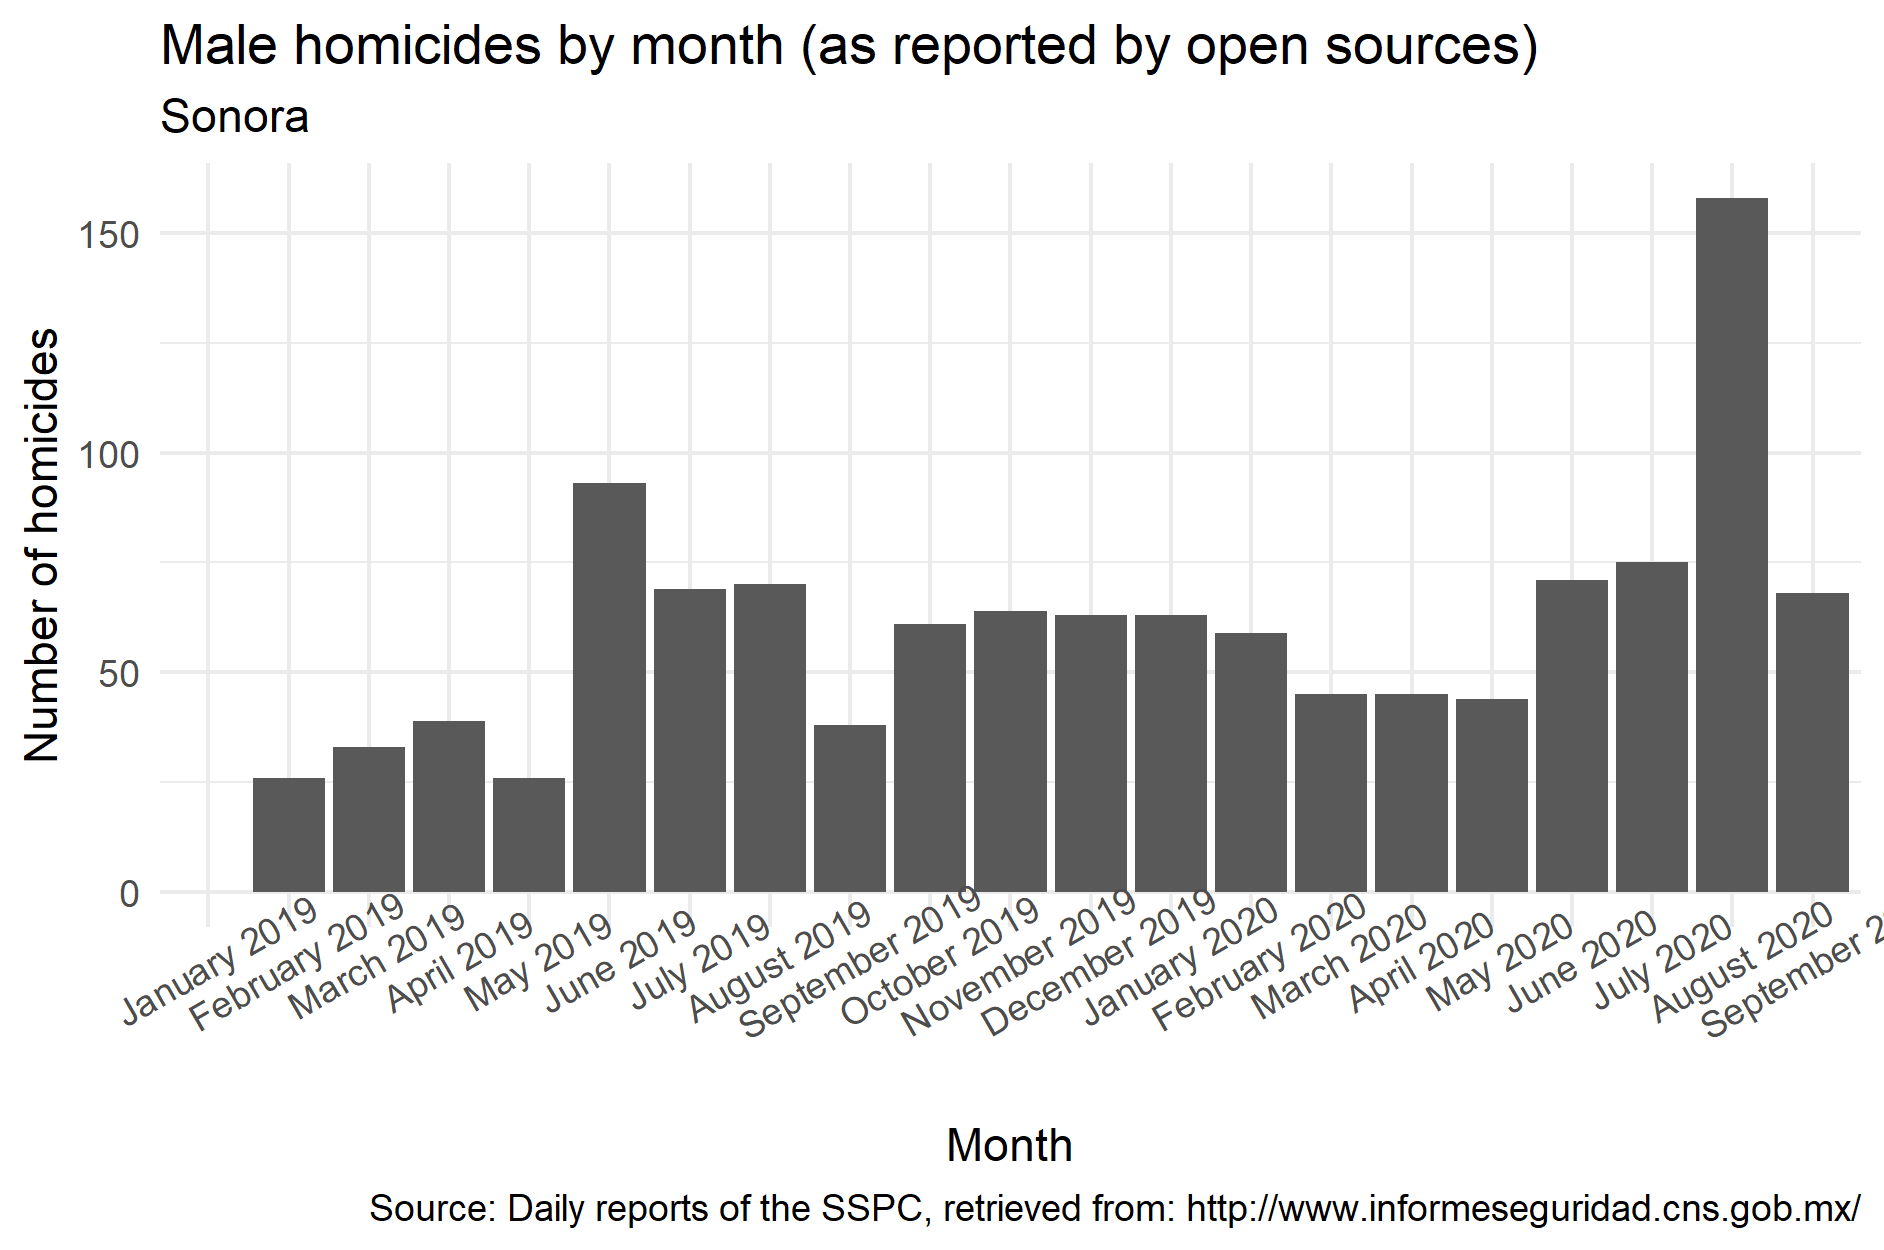 Male homicides by month (as reported by open sources)
Sonora
Number of homicides
150
100
50
0
January 2019
February 2019
March 2019
April 2019
May 2019
June 2019
July 2019
August 2019
September 2019
October 2019
November 2019
December 2019
January 2020
February 2020
March 2020
April 2020
May 2020
June 2020
July 2020
August 2020
September 2
Month
Source: Daily reports of the SSPC, retrieved from: http://www.informeseguridad.cns.gob.mx/